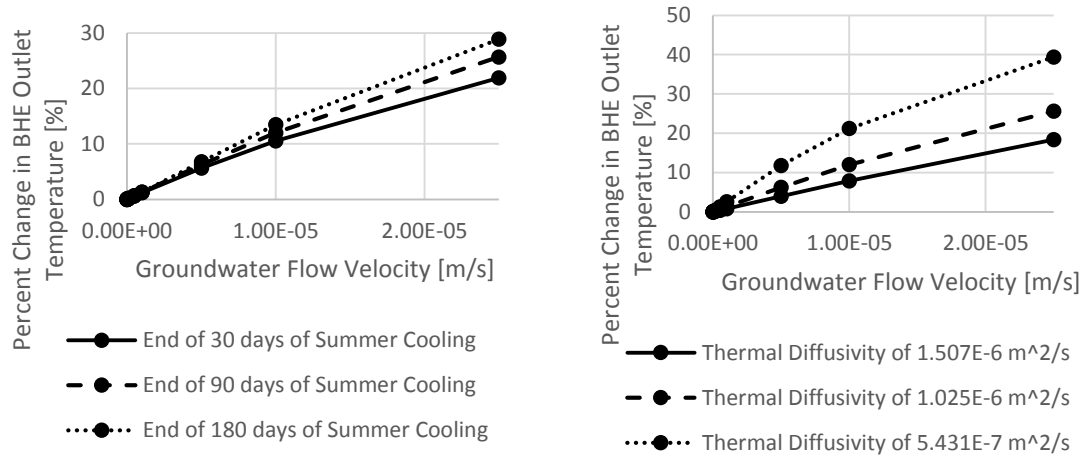 Percent Change in BHE Outlet
Temperature [%]
30
20
10
0
0.00E+00 1.00E-05 2.00E-05
Groundwater Flow Velocity [m/s]
End of 30 days of Summer Cooling
End of 90 days of Summer Cooling
End of 180 days of Summer Cooling
Percent Change in BHE Outlet
Temperature [%]
50
40
30
20
10
0
0.00E+00 1.00E-05 2.00E-05
Groundwater Flow Velocity [m/s]
Thermal Diffusivity of 1.507E-6 m^2/s
Thermal Diffusivity of 1.025E-6 m^2/s
Thermal Diffusivity of 5.431E-7 m^2/s